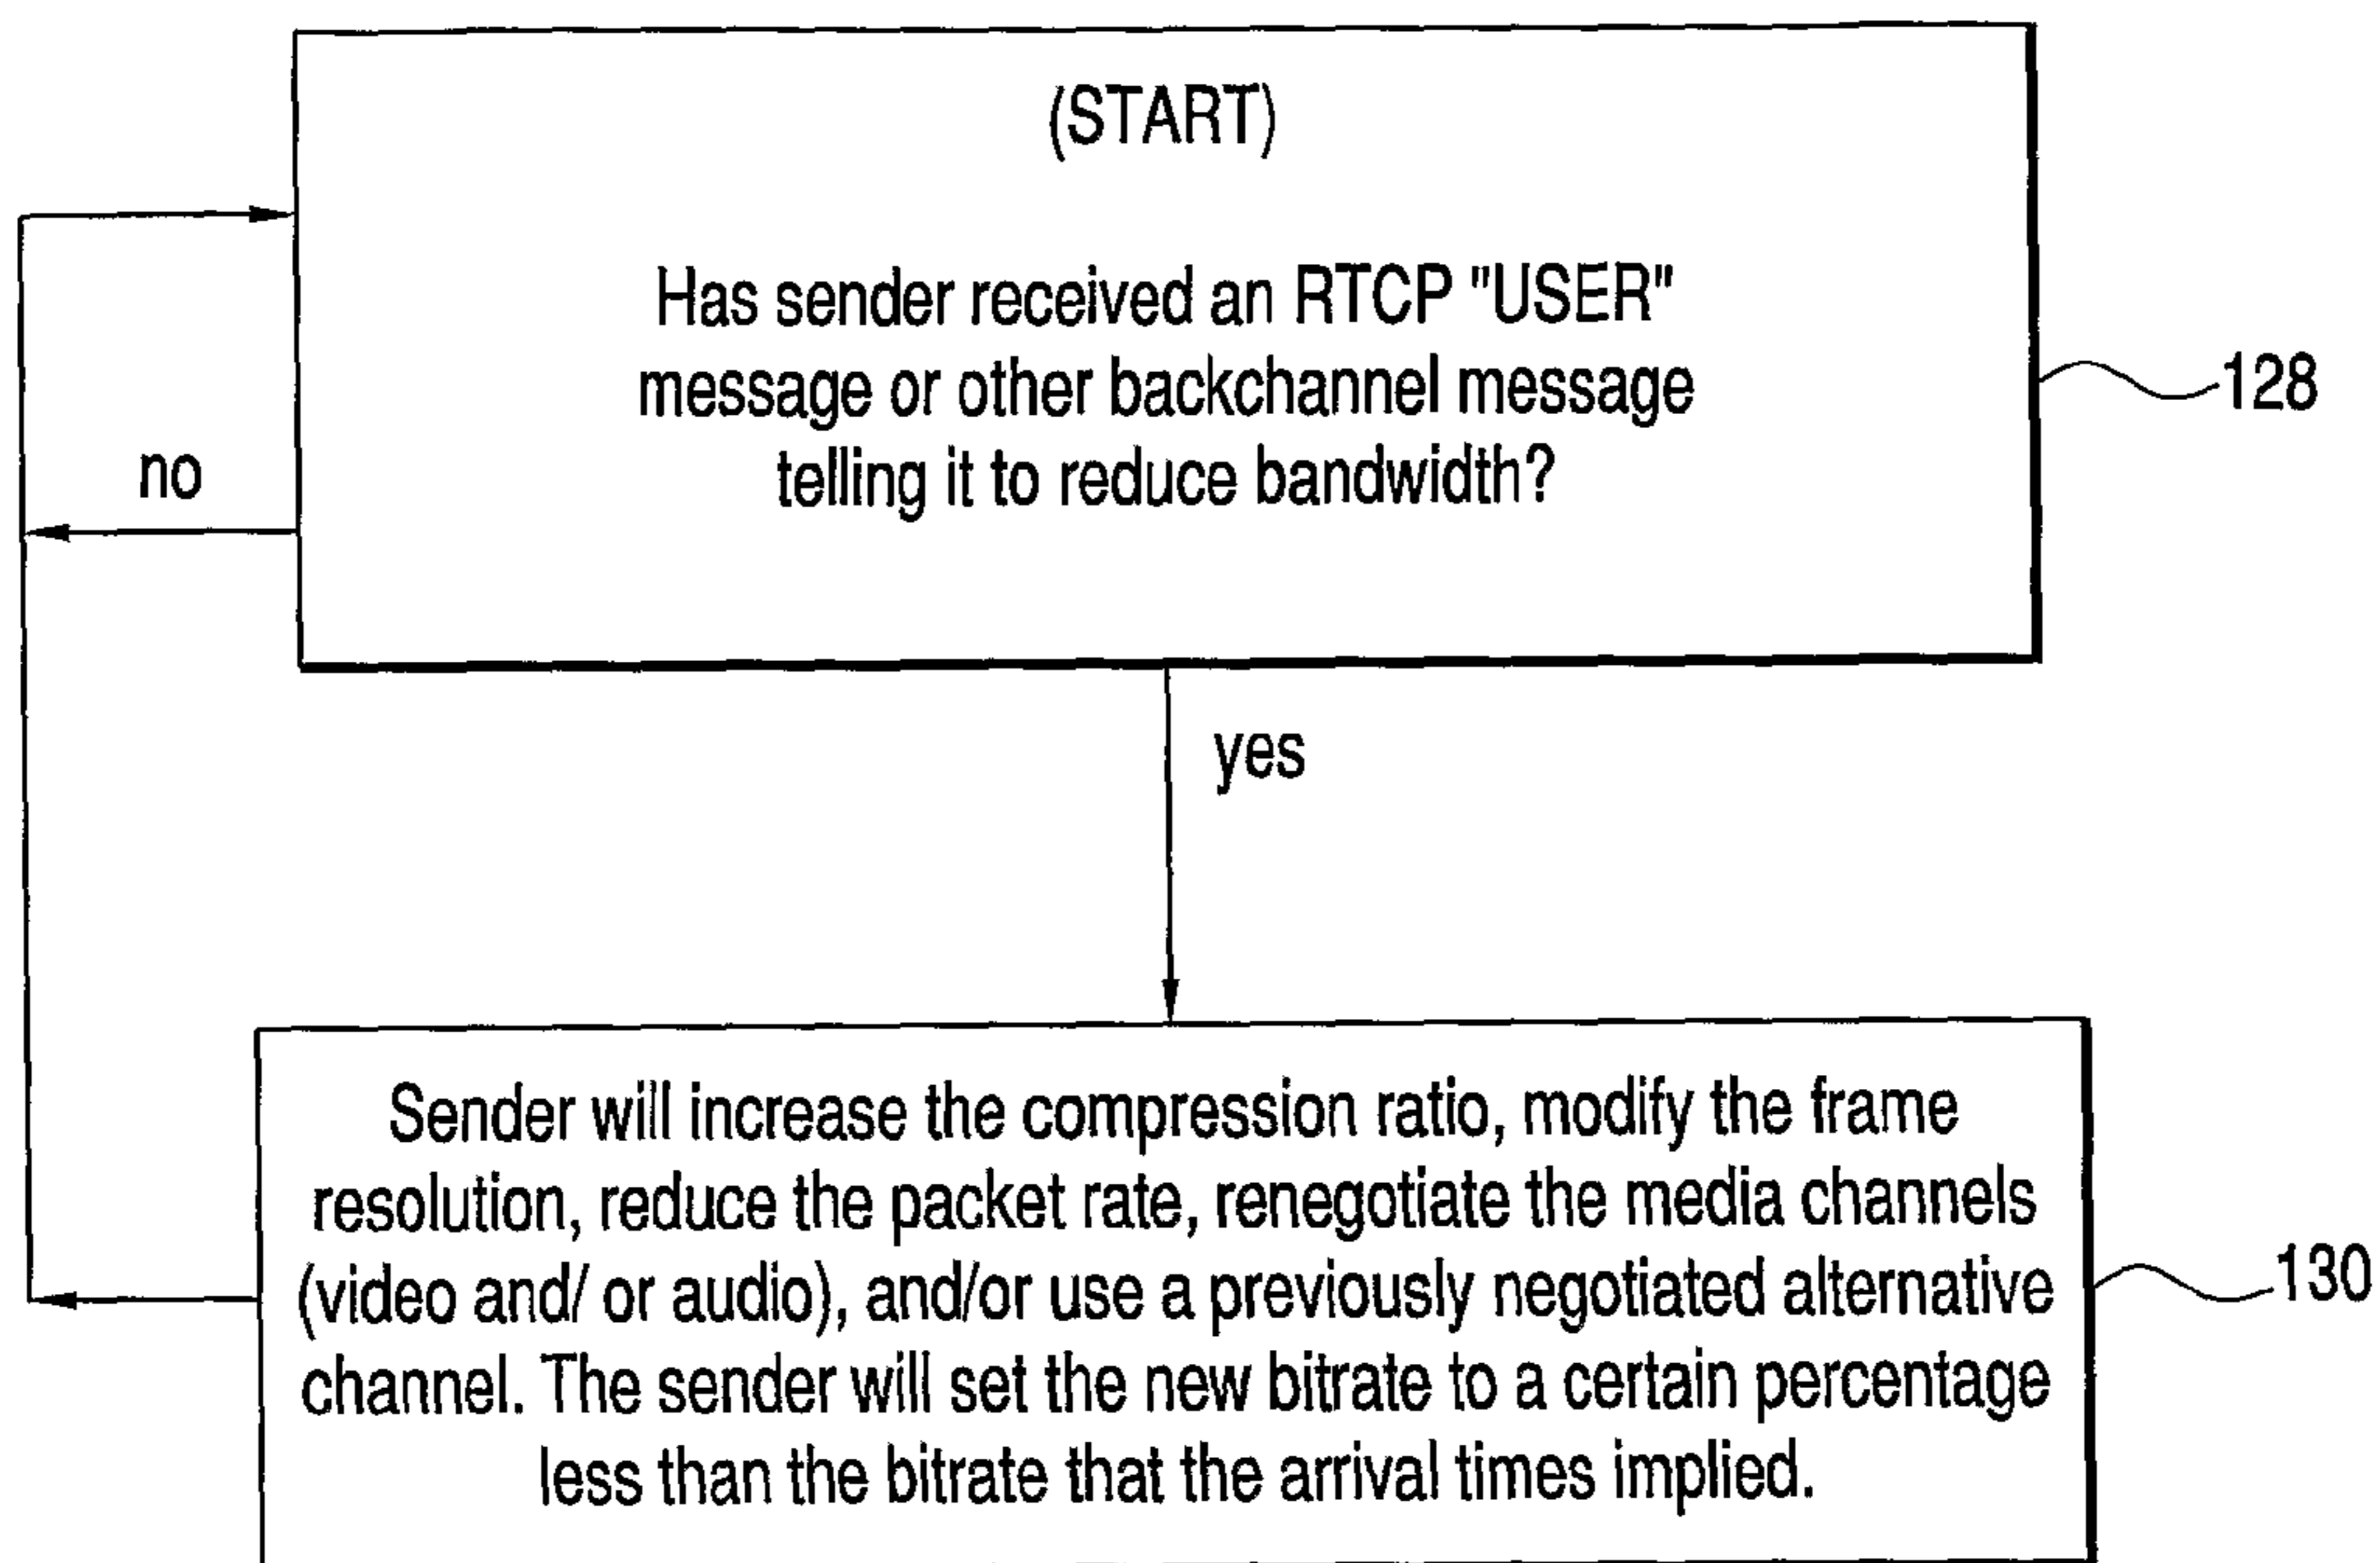 (START)
Has sender received an RTCP "USER"
message or other backchannel message
telling it to reduce bandwidth?
128
no
yes
Sender will increase the compression ratio, modify the frame
resolution, reduce the packet rate, renegotiate the media channels
(video and/ or audio), and/or use a previously negotiated alternative
channel. The sender will set the new bitrate to a certain percentage
less than the bitrate that the arrival times implied.
130